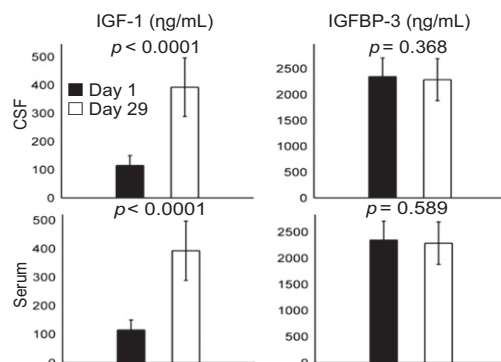 IGF-1 (ηg/mL)
IGFBP-3 (ηg/mL)
p < 0.0001
p = 0.368
500
400
300
200
100
0
CSF
Day 1
Day 29
2500
2000
1500
1000
500
0
p < 0.0001
p = 0.589
500
400
300
200
100
0
Serum
2500
2000
1500
1000
500
0